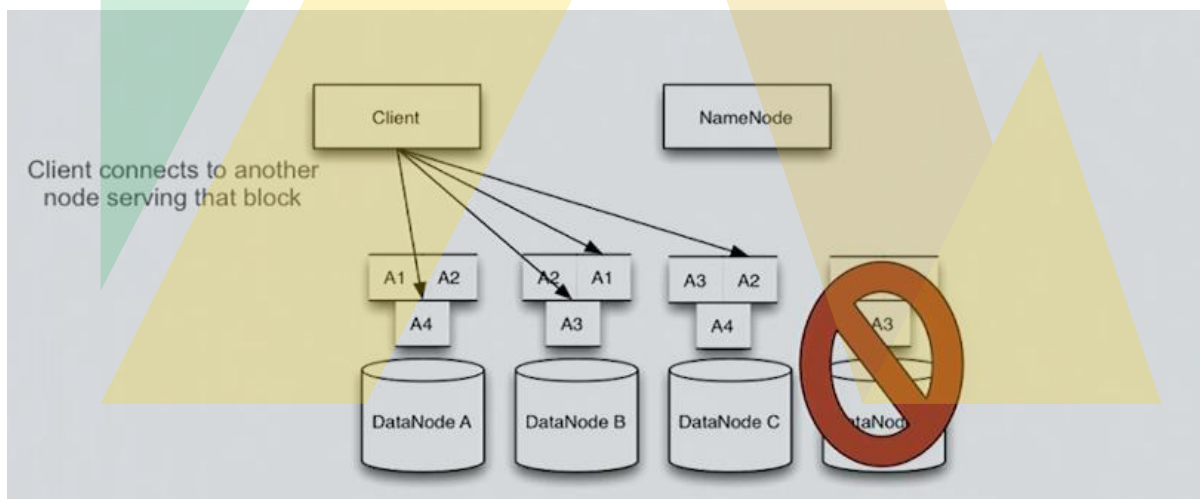 Client
NameNode
Client connects to another
node serving that block
A1 A2
A2 A1
A3 A2
A4
A3
A4
A3
DataNode A
DataNode B
DataNode C